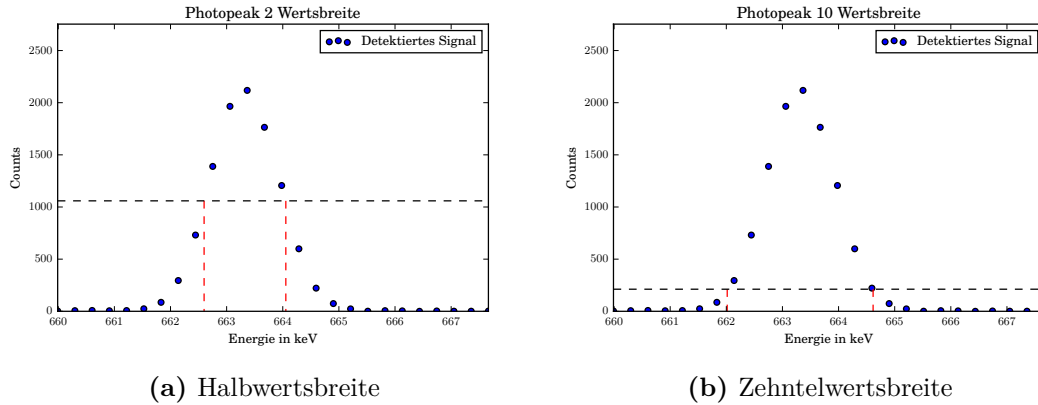 Photopeak 2 Wertsbreite
Detektiertes Signal
Counts
2500
2000
1500
1000
500
0
660 661 662 663 664 665 666 667
Energie in keV
(a) Halbwertsbreite
Photopeak 10 Wertsbreite
Detektiertes Signal
Counts
2500
2000
1500
1000
500
0
660 661 662 663 664 665 666 667
Energie in keV
(b) Zehntelwertsbreite